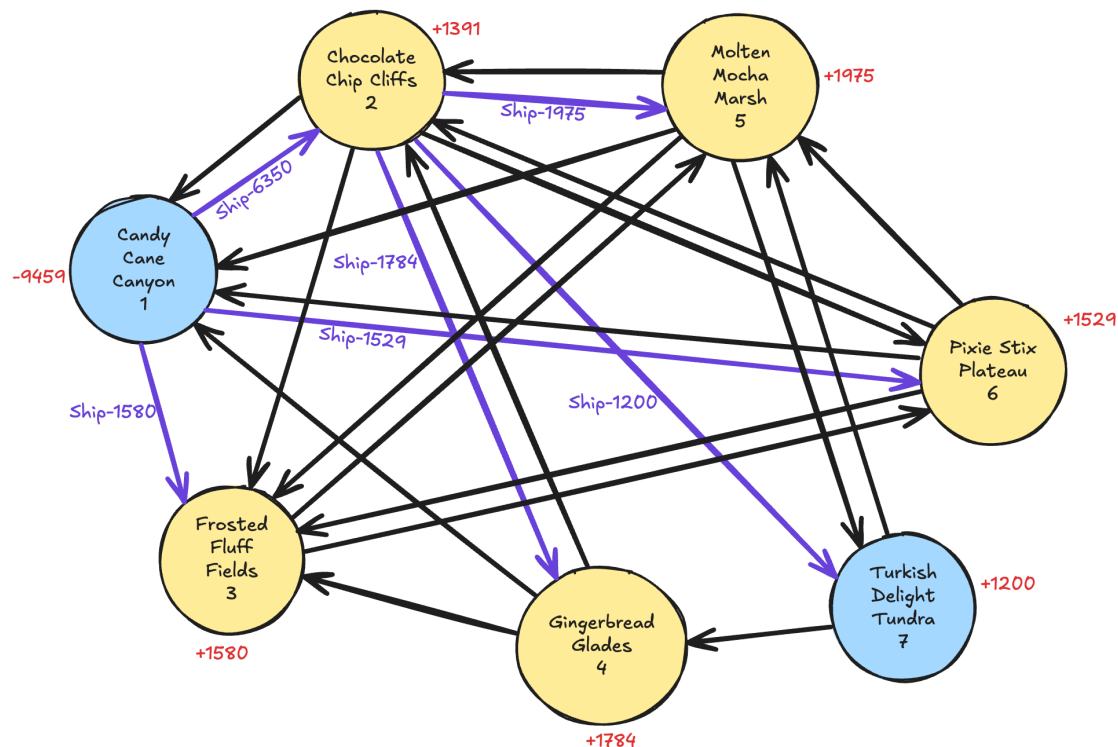 +1391
Chocolate
Chip Cliffs
2
Molten
Mocha
Marsh
5
+1975
Ship-1975
Ship-6350
Candy
Cane
Canyon
1
-9459
Ship-1784
Ship-1529
+1529
Pixie Stix
Plateau
6
Ship-1580
Ship-1200
Frosted
Fluff
Fields
3
+1580
Gingerbread
Glades
4
+1784
Turkish
Delight
Tundra
7
+1200